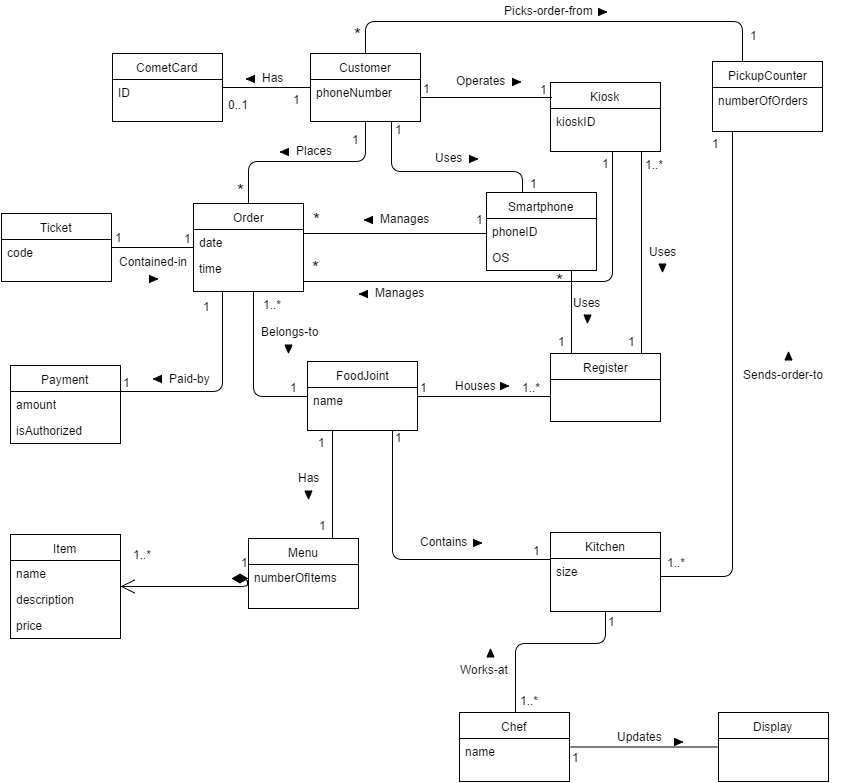 Picks-order-from
*
1
CometCard
ID
Has
0..1
1
Customer
phoneNumber
1
Operates
1
Kiosk
kioskID
PickupCounter
numberOfOrders
1
Places
1
1
Uses
1
1
1..*
*
Order
date
time
*
Manages
1
Smartphone
phoneID
OS
Ticket
code
1
1
Contained-in
*
Manages
*
Uses
Uses
1
1..*
Belongs-to
1
1
Payment
amount
isAuthorized
1
Paid-by
1
FoodJoint
name
1
Houses
1..*
Register
Sends-order-to
1
1
Has
1
Contains
1
Kitchen
size
1..*
Item
name
description
price
1..*
1
Menu
numberOfItems
1
Works-at
1..*
Chef
name
1
Updates
Display